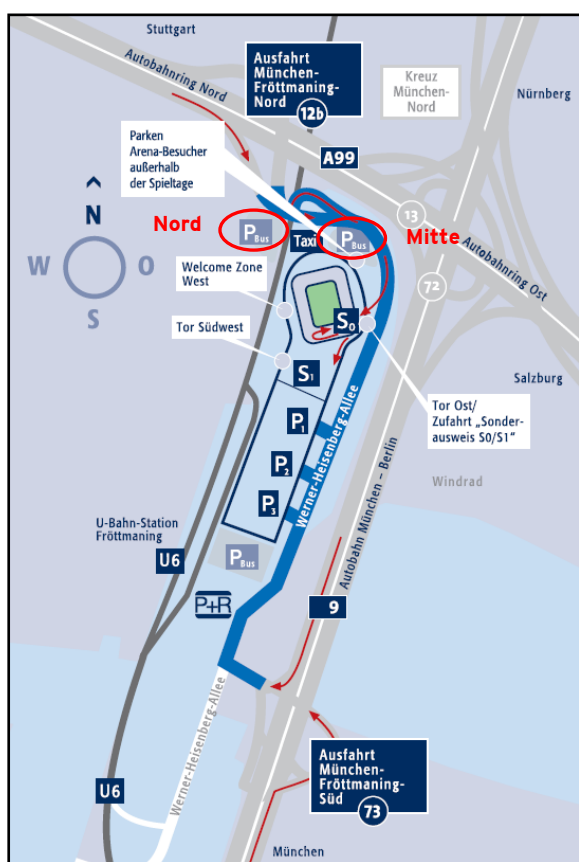 Stuttgart
Autobahnring Nord
Ausfahrt
München-
Fröttmaning-
Nord
12b
Kreuz
München-
Nord
Nürnberg
Parken
Arena-Besucher
außerhalb
der Spieltage
A99
N
W
O
S
Nord
P Bus
Taxi
P Bus
Mitte
13
Autobahnring Ost
72
Welcome Zone
West
S0
Tor Südwest
S1
Salzburg
Tor Ost/
Zufahrt „Sonder-
ausweis S0/S1“
P1
P2
P3
Werner-Heisenberg-Allee
Autobahn München – Berlin
Windrad
U-Bahn-Station
Fröttmaning
U6
P Bus
P+R
9
Werner-Heisenberg-Allee
U6
Ausfahrt
München-
Fröttmaning-
Süd
73
München